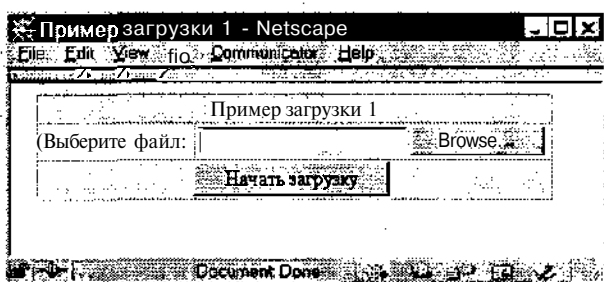 Пример загрузки 1 - Netscape
File Edit View fio Communicator Help
Пример загрузки 1
(Выберите файл: Browse...
Начать загрузку
Document Done